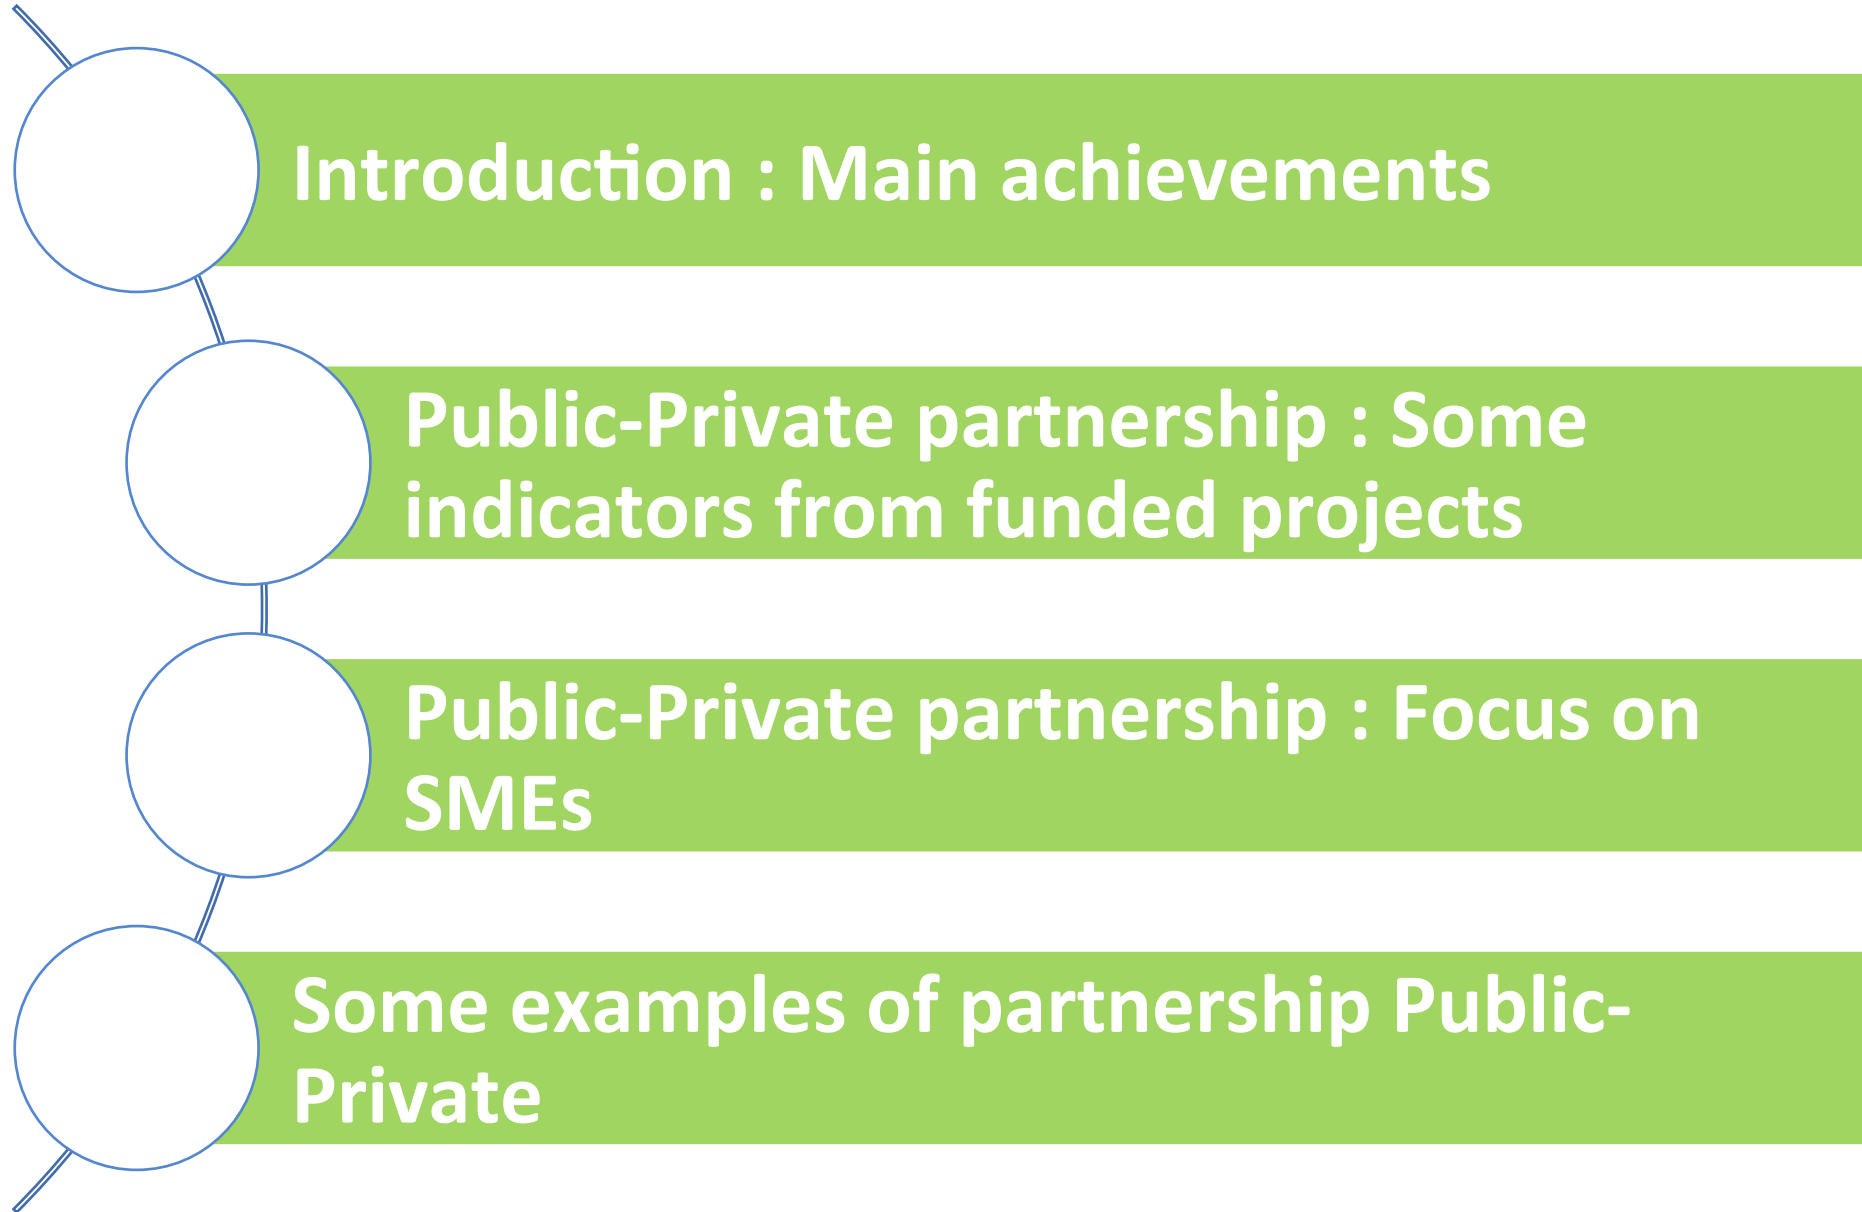 Introduction : Main achievements
Public-Private partnership : Some
indicators from funded projects
Public-Private partnership : Focus on
SMEs
Some examples of partnership Public-
Private